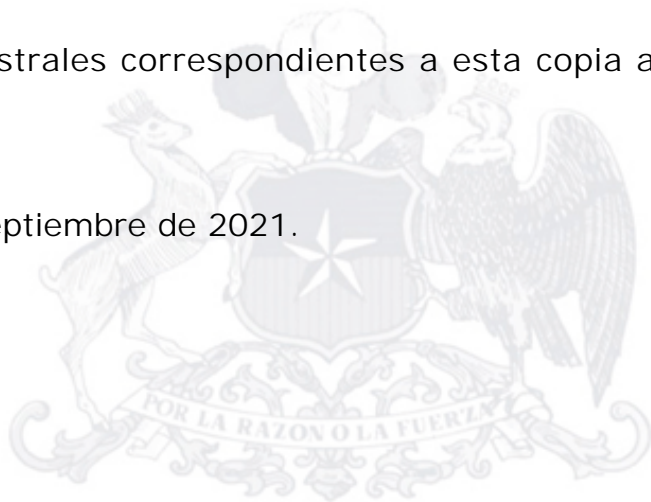 strales correspondientes a esta copia a
eptiembre de 2021.
POR LA RAZON O LA FUERZA